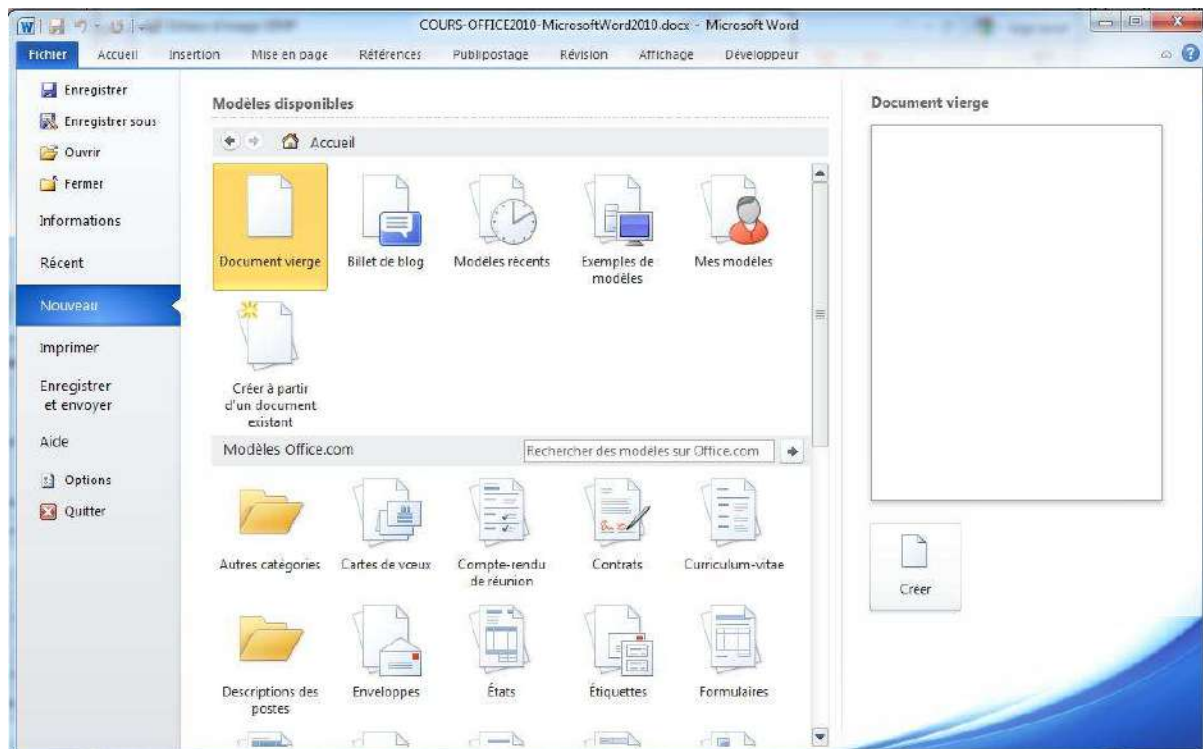 COURS-OFFICE2010-MicrosoftWord2010.docx - Microsoft Word
Fichier Accueil Insertion Mise en page Références Publipostage Révision Affichage Développeur
Enregistrer
Enregistrer sous
Ouvrir
Fermer
Informations
Récent
Nouveau
Imprimer
Enregistrer
et envoyer
Aide
Options
Quitter
Modèles disponibles
Accueil
Document vierge
Billet de blog
Modèles récents
Exemples de
modèles
Mes modèles
Créer à partir
d'un document
existant
Modèles Office.com
Rechercher des modèles sur Office.com
Autres catégories
Cartes de vœux
Compte-rendu
de réunion
Contrats
Curriculum-vitae
Descriptions des
postes
Enveloppes
États
Étiquettes
Formulaires
Document vierge
Créer